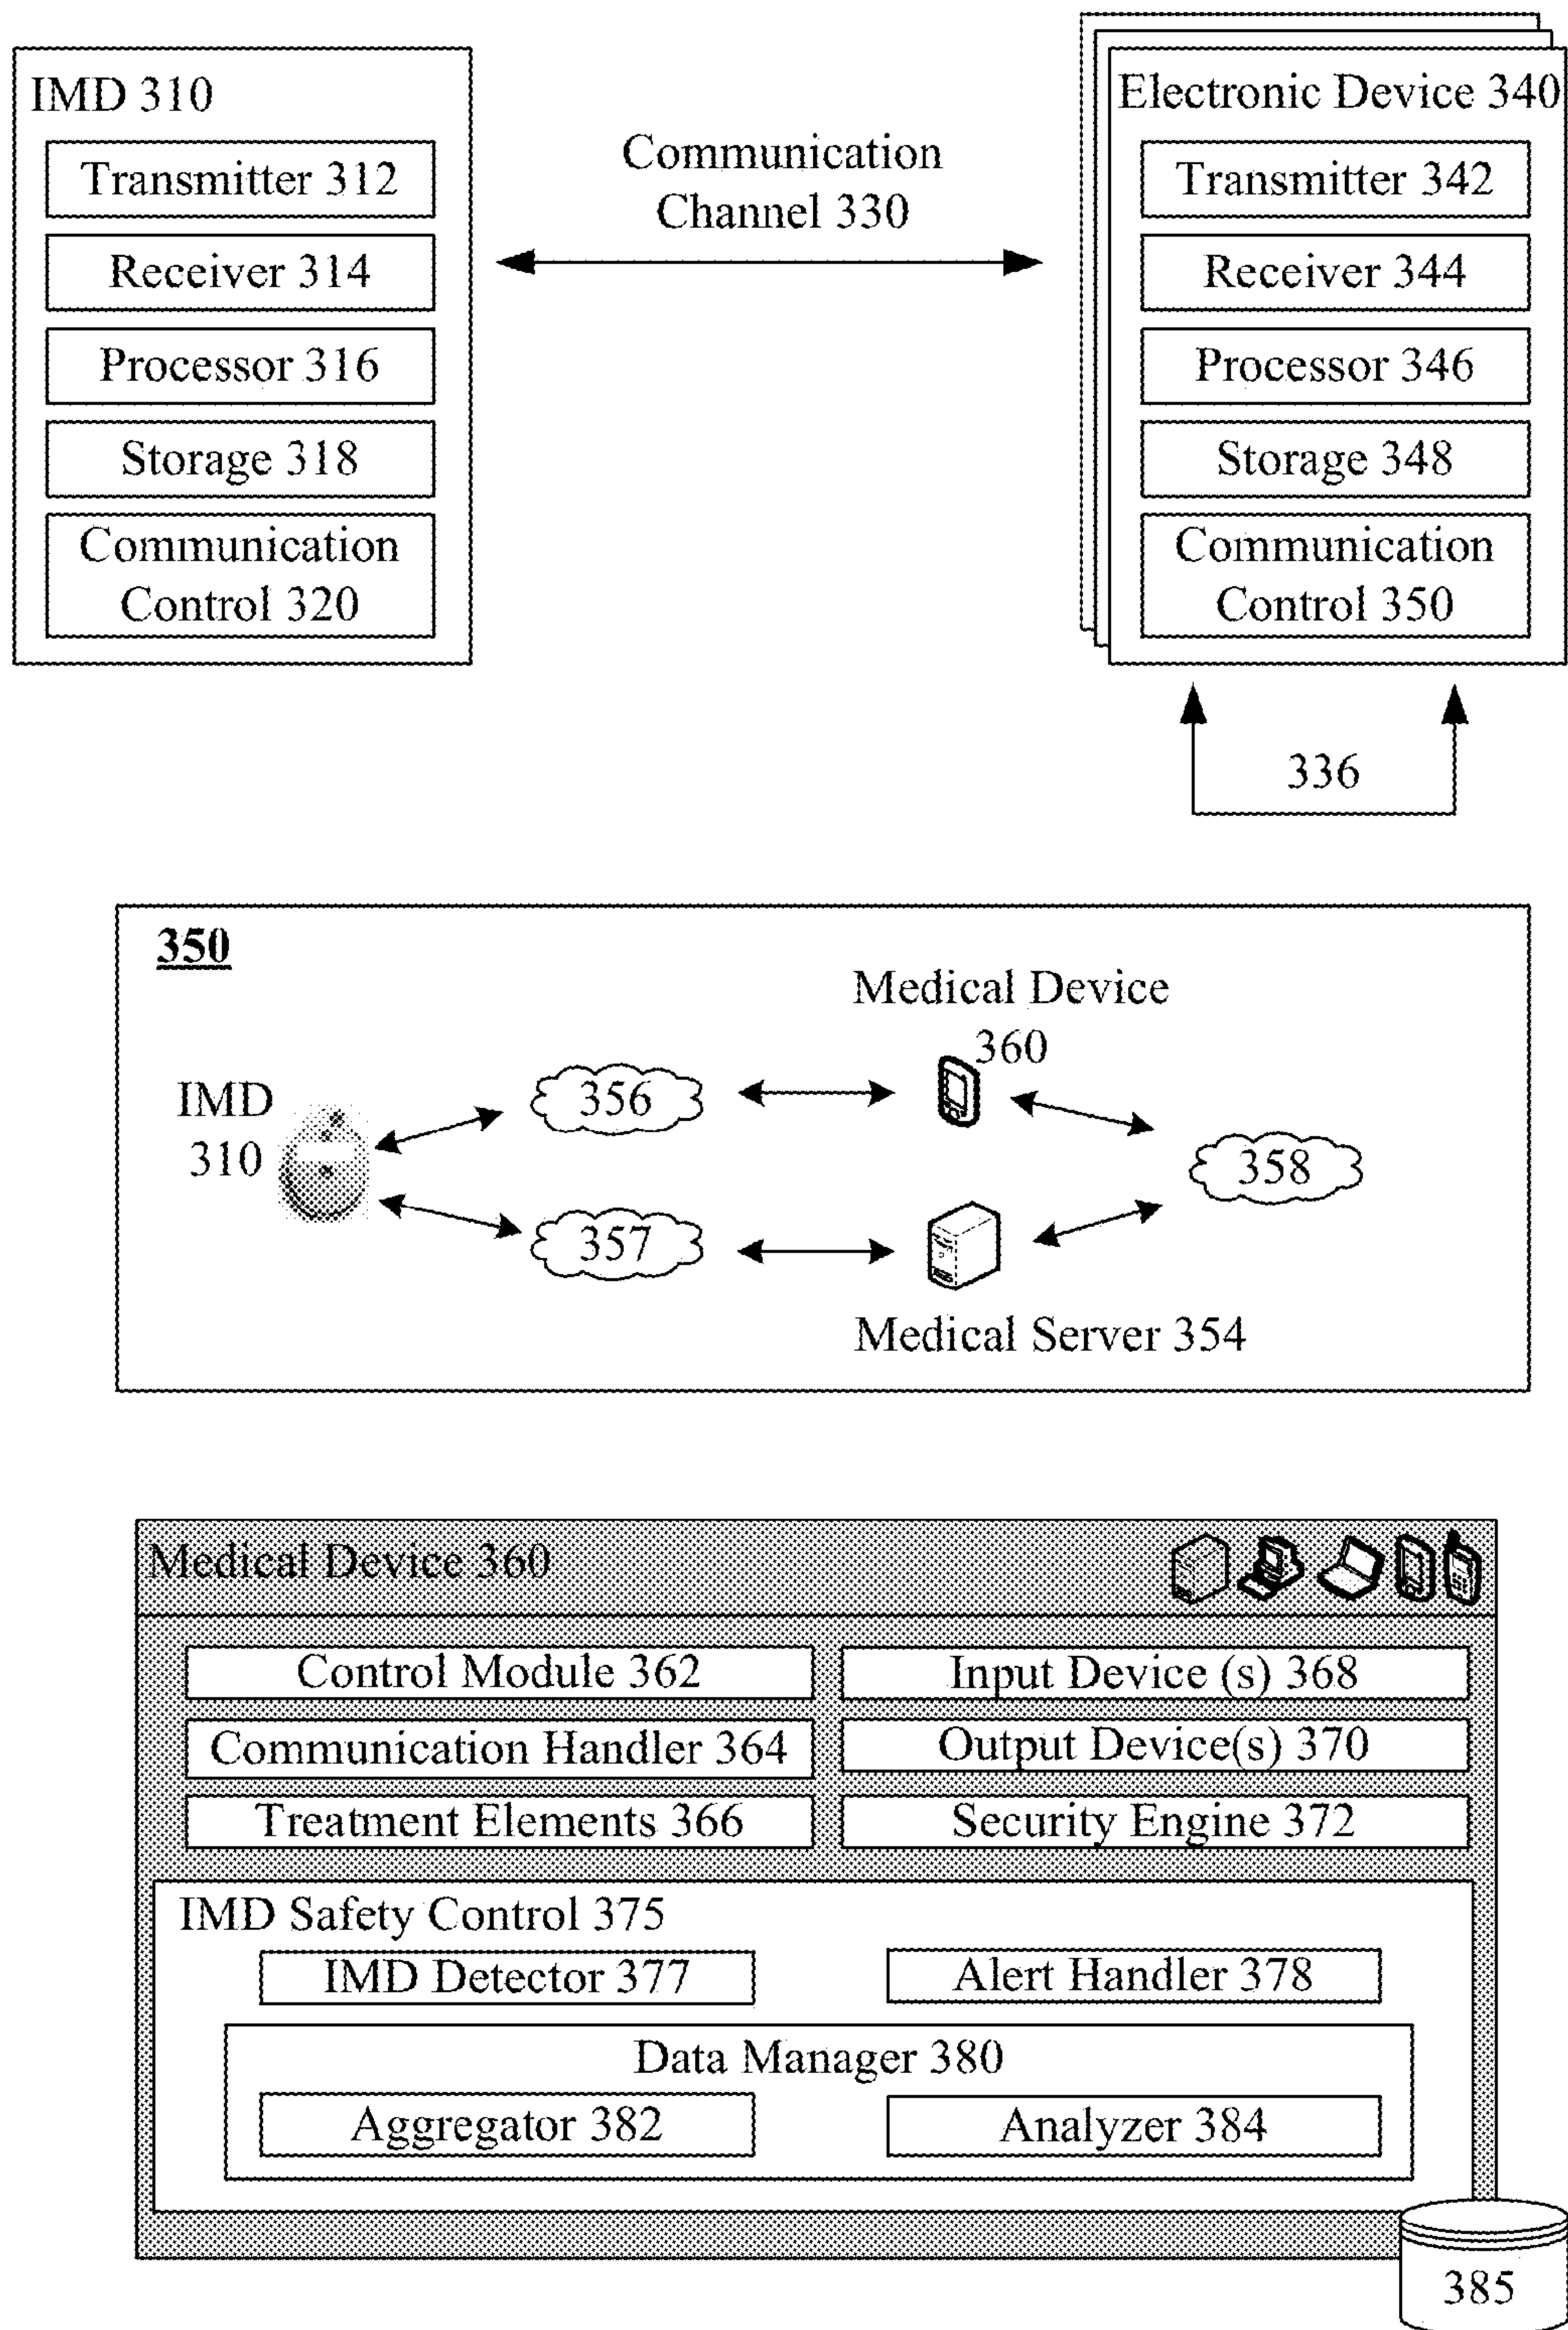 IMD 310
Transmitter 312
Receiver 314
Processor 316
Storage 318
Communication
Control 320
Communication
Channel 330
Electronic Device 340
Transmitter 342
Receiver 344
Processor 346
Storage 348
Communication
Control 350
336
350
Medical Device
360
IMD
310
356
358
357
Medical Server 354
Medical Device 360
Control Module 362
Input Device (s) 368
Communication Handler 364
Output Device(s) 370
Treatment Elements 366
Security Engine 372
IMD Safety Control 375
IMD Detector 377
Alert Handler 378
Data Manager 380
Aggregator 382
Analyzer 384
385